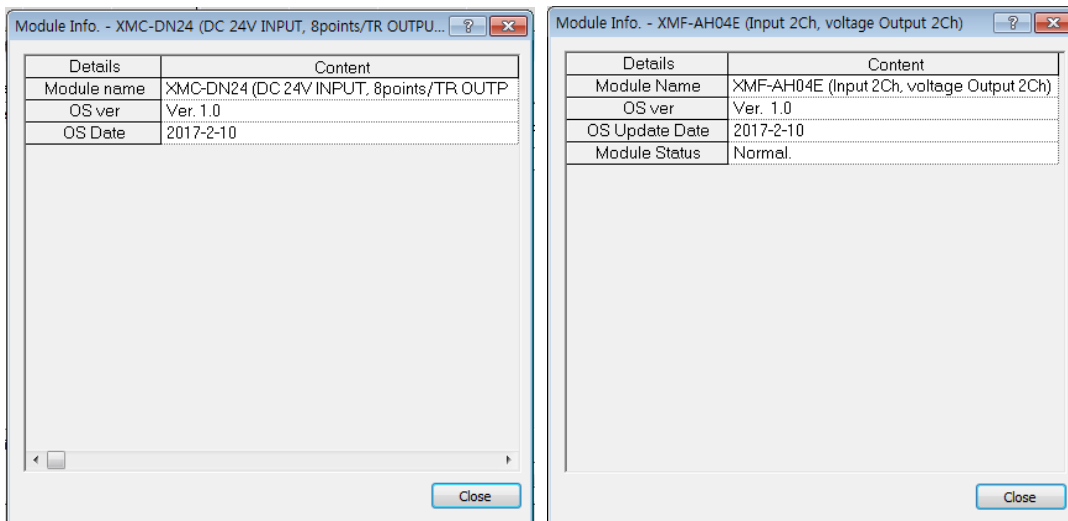 Module Info. - XMC-DN24 (DC 24V INPUT, 8points/TR OUTPU...
Details Content
Module name XMC-DN24 (DC 24V INPUT, 8points/TR OUTP
OS ver Ver. 1.0
OS Date 2017-2-10
Close
Module Info. - XMF-AH04E (Input 2Ch, voltage Output 2Ch)
Details Content
Module Name XMF-AH04E (Input 2Ch, voltage Output 2Ch)
OS ver Ver. 1.0
OS Update Date 2017-2-10
Module Status Normal.
Close